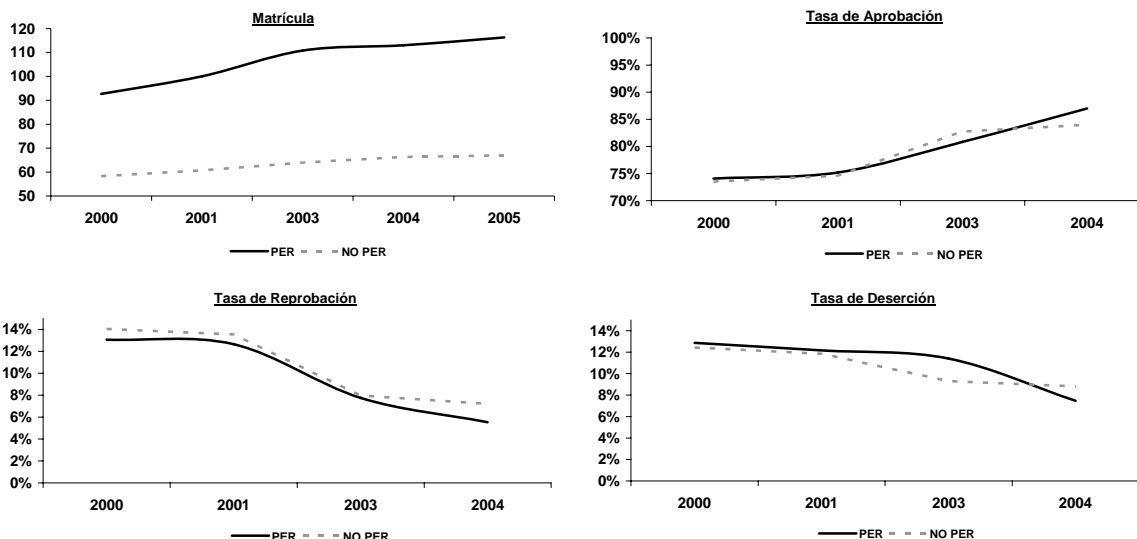 Matrícula
120
110
100
90
80
70
60
50
2000 2001 2003 2004 2005
PER NO PER
Tasa de Aprobación
100%
95%
90%
85%
80%
75%
70%
2000 2001 2003 2004
PER NO PER
Tasa de Reprobación
14%
12%
10%
8%
6%
4%
2%
0%
2000 2001 2003 2004
PER NO PER
Tasa de Deserción
14%
12%
10%
8%
6%
4%
2%
0%
2000 2001 2003 2004
PER NO PER